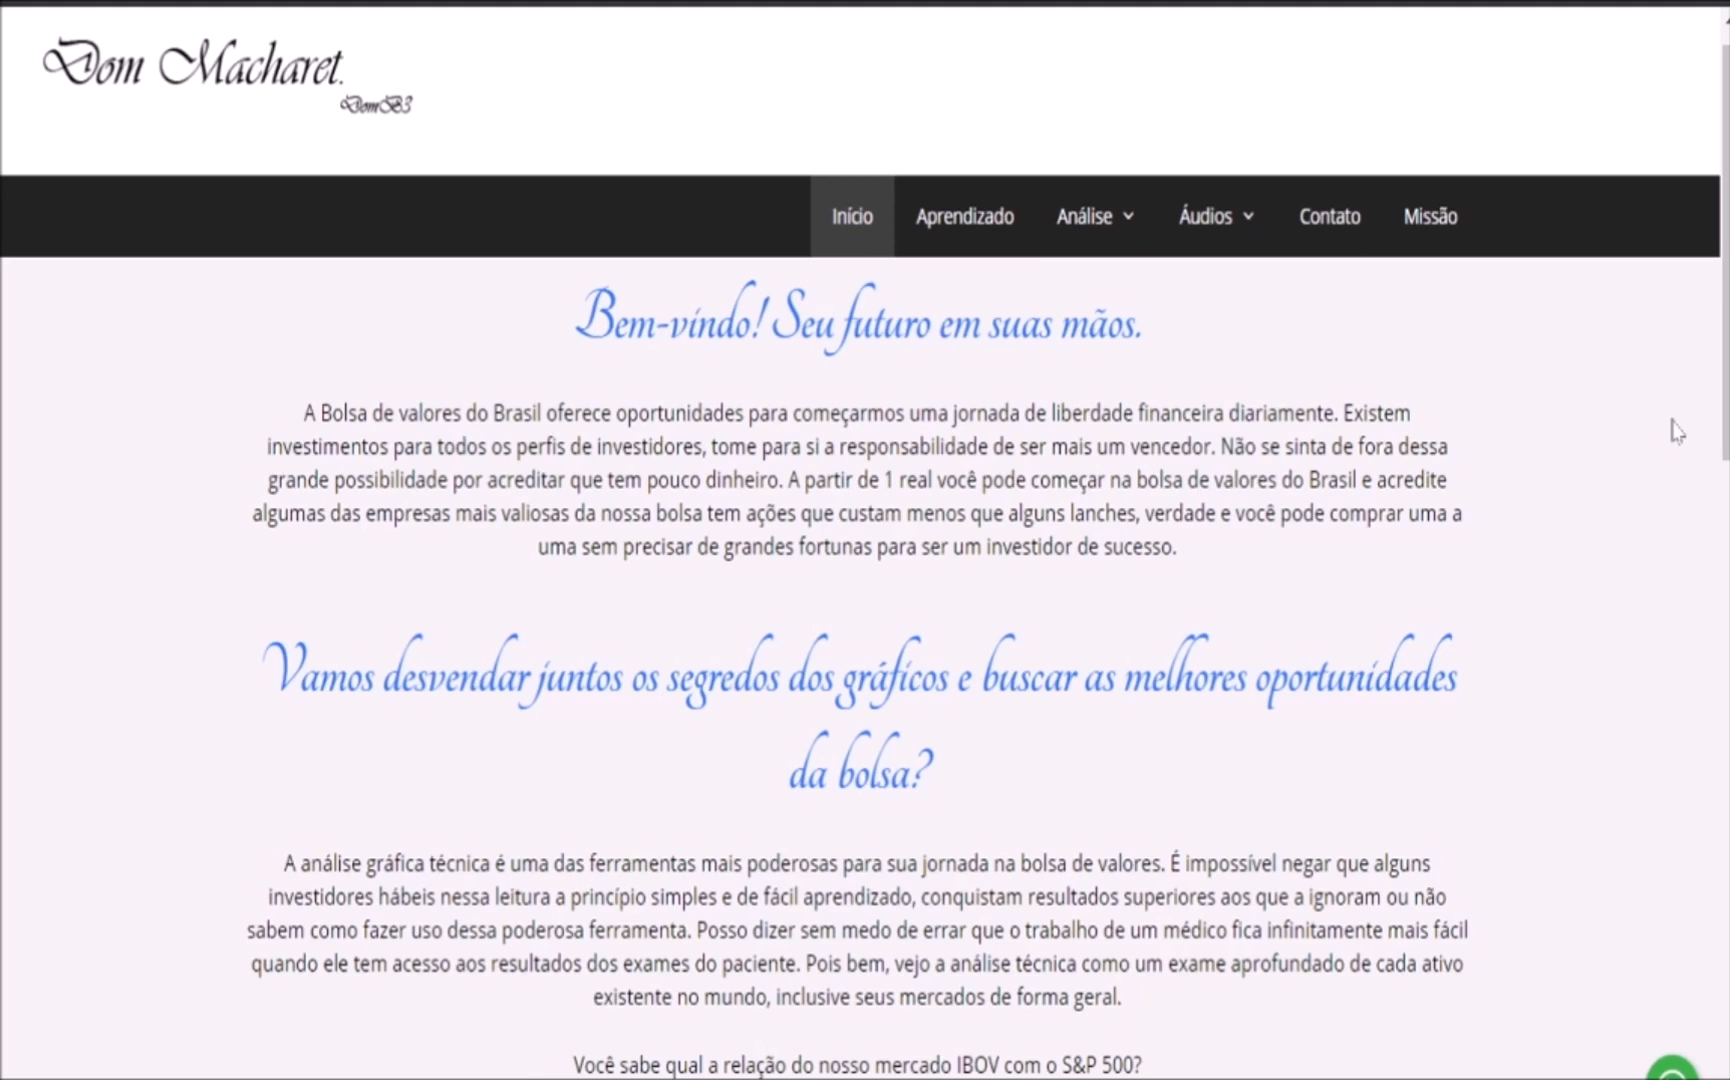 Dom Macharet.
DomB3
Início Aprendizado Análise Áudios Contato Missão
Bem-vindo! Seu futuro em suas mãos.
A Bolsa de valores do Brasil oferece oportunidades para começarmos uma jornada de liberdade financeira diariamente. Existem
investimentos para todos os perfis de investidores, tome para si a responsabilidade de ser mais um vencedor. Não se sinta de fora dessa
grande possibilidade por acreditar que tem pouco dinheiro. A partir de 1 real você pode começar na bolsa de valores do Brasil e acredite
algumas das empresas mais valiosas da nossa bolsa tem ações que custam menos que alguns lanches, verdade e você pode comprar uma a
uma sem precisar de grandes fortunas para ser um investidor de sucesso.
Vamos desvendar juntos os segredos dos gráficos e buscar as melhores oportunidades
da bolsa?
A análise gráfica técnica é uma das ferramentas mais poderosas para sua jornada na bolsa de valores. É impossível negar que alguns
investidores hábeis nessa leitura a princípio simples e de fácil aprendizado, conquistam resultados superiores aos que a ignoram ou não
sabem como fazer uso dessa poderosa ferramenta. Posso dizer sem medo de errar que o trabalho de um médico fica infinitamente mais fácil
quando ele tem acesso aos resultados dos exames do paciente. Pois bem, vejo a análise técnica como um exame aprofundado de cada ativo
existente no mundo, inclusive seus mercados de forma geral.
Você sabe qual a relação do nosso mercado IBOV com o S&P 500?